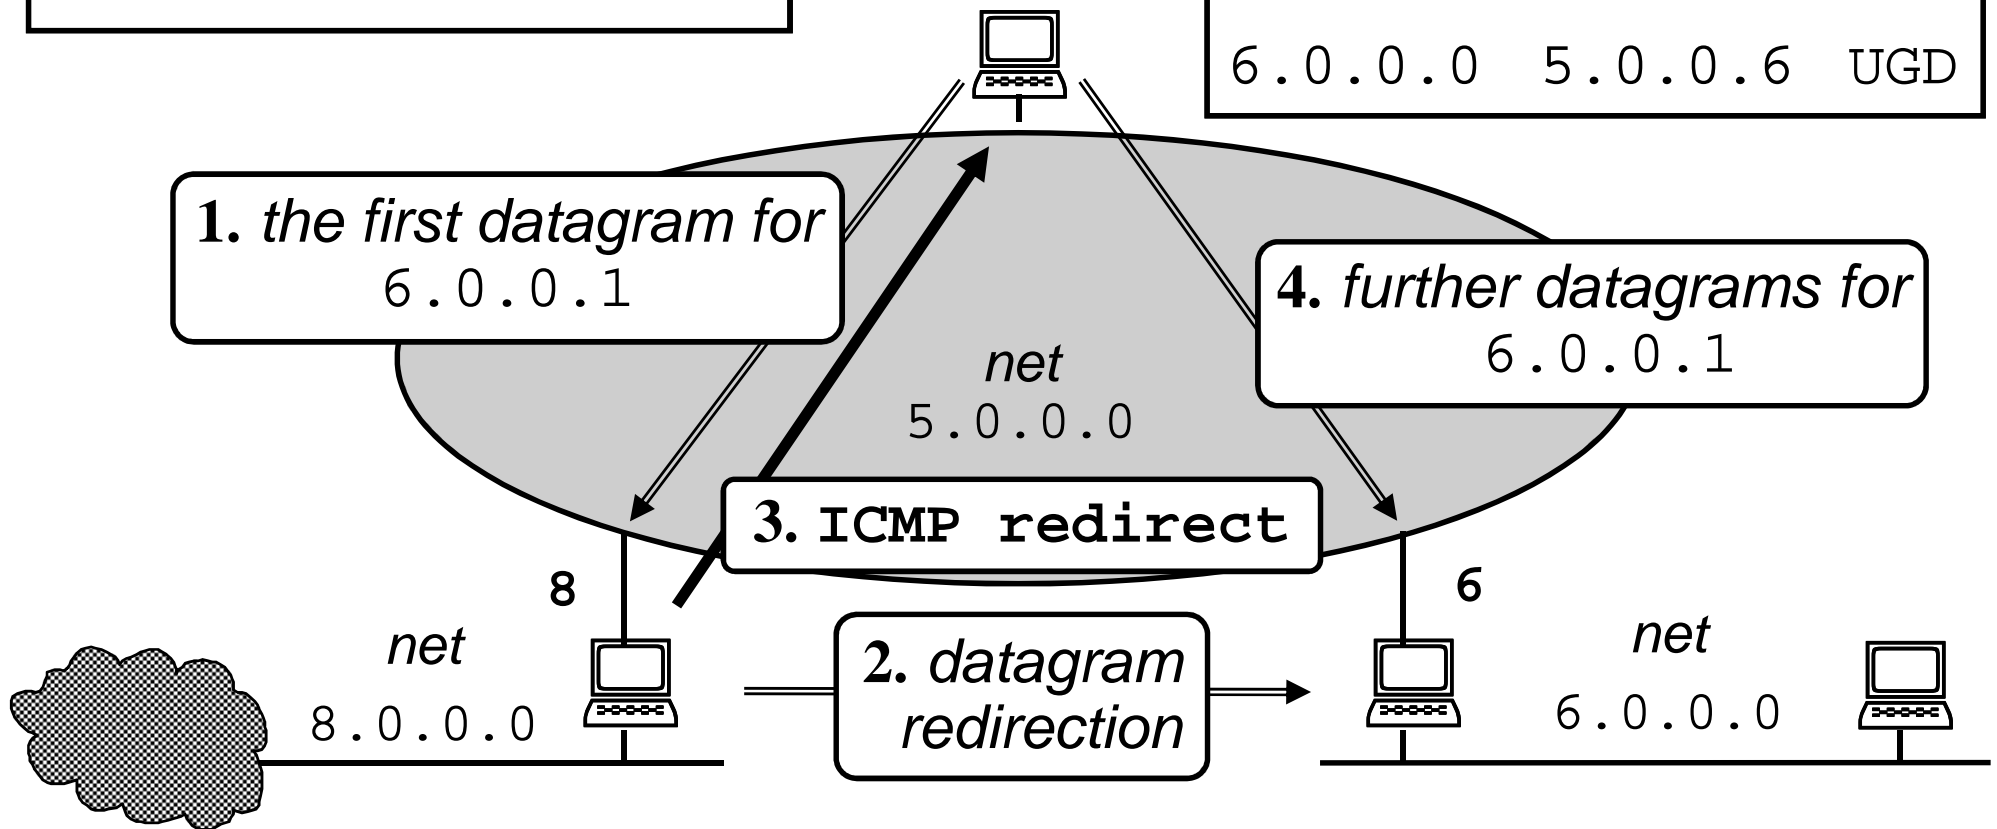 6.0.0.0 5.0.0.6 UGD
1. the first datagram for
6.0.0.1
4. further datagrams for
6.0.0.1
net
5.0.0.0
3. ICMP redirect
8
6
net
8.0.0.0
2. datagram
redirection
net
6.0.0.0